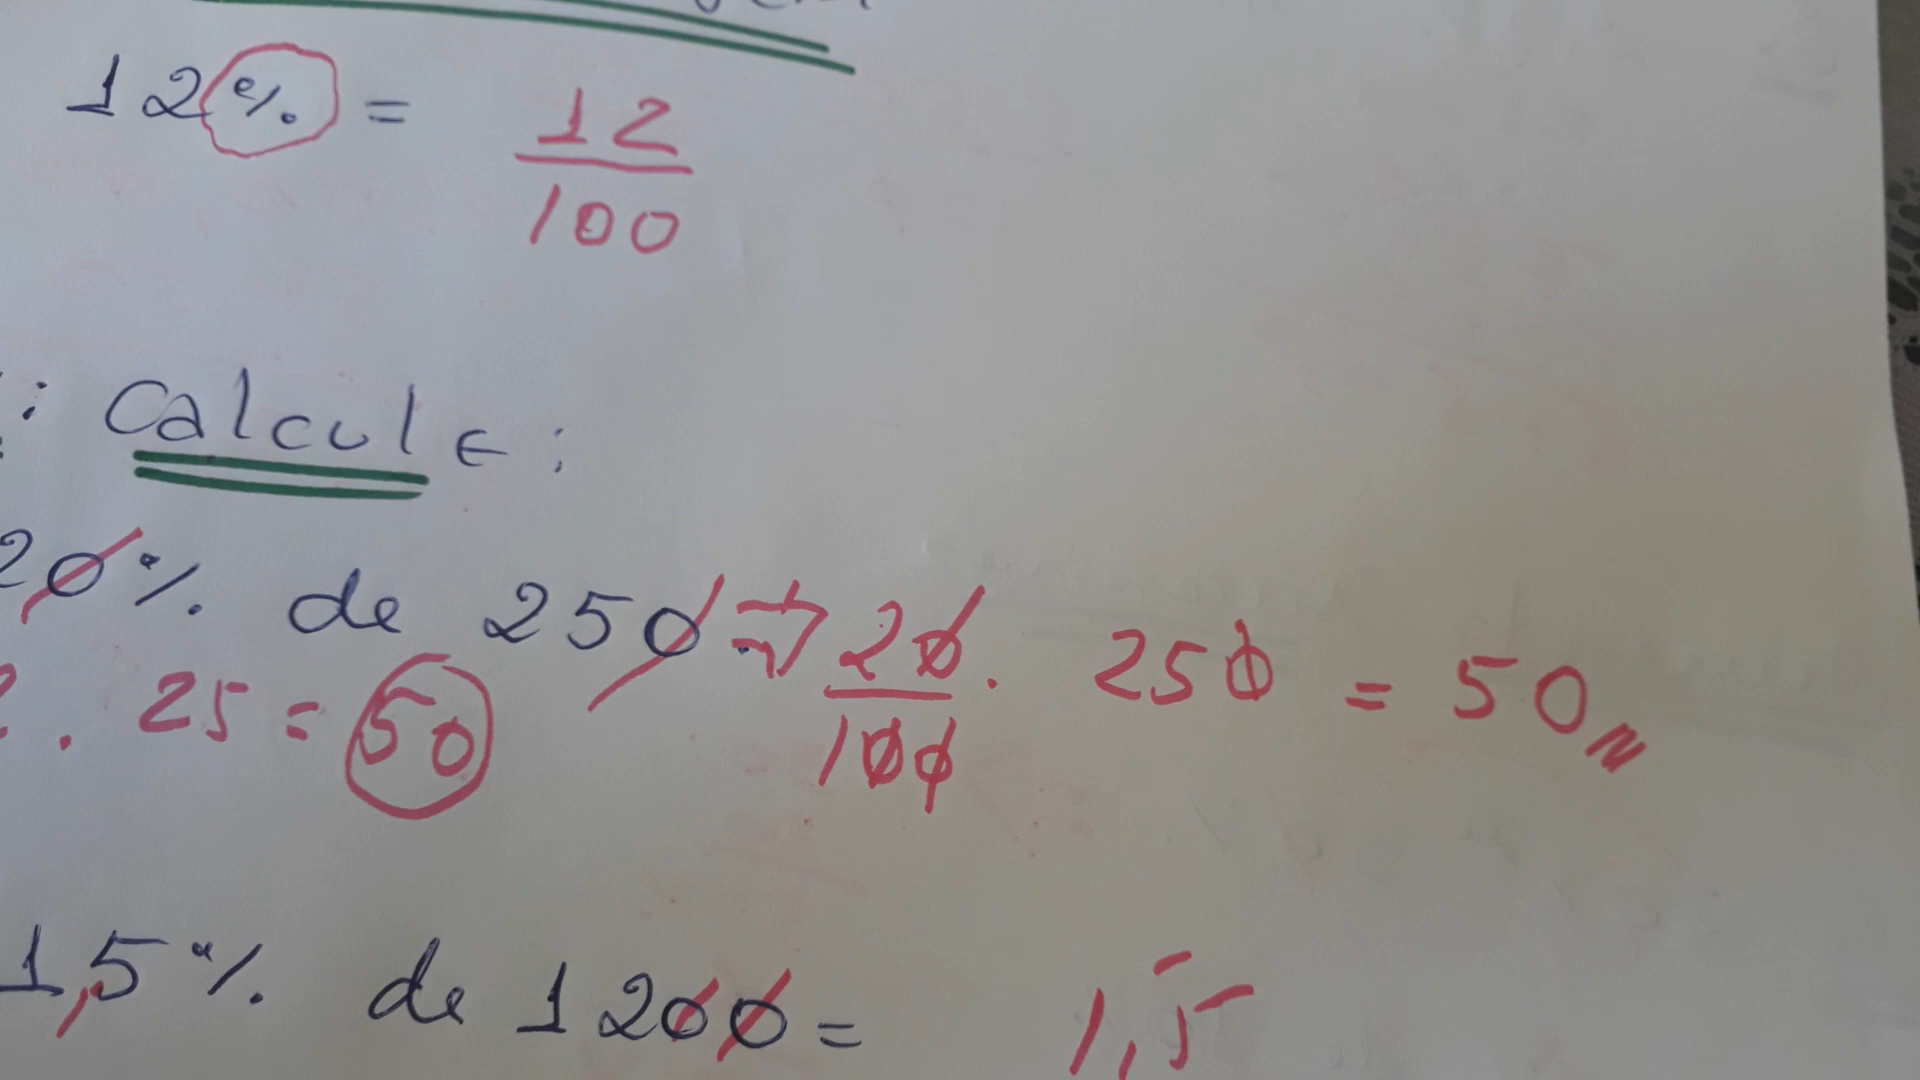 12% = 12/100
: Calcule:
20% de 250 ⇒ 20/100 . 250 = 50
. 25 = 50
1,5% de 1200 = 1,5